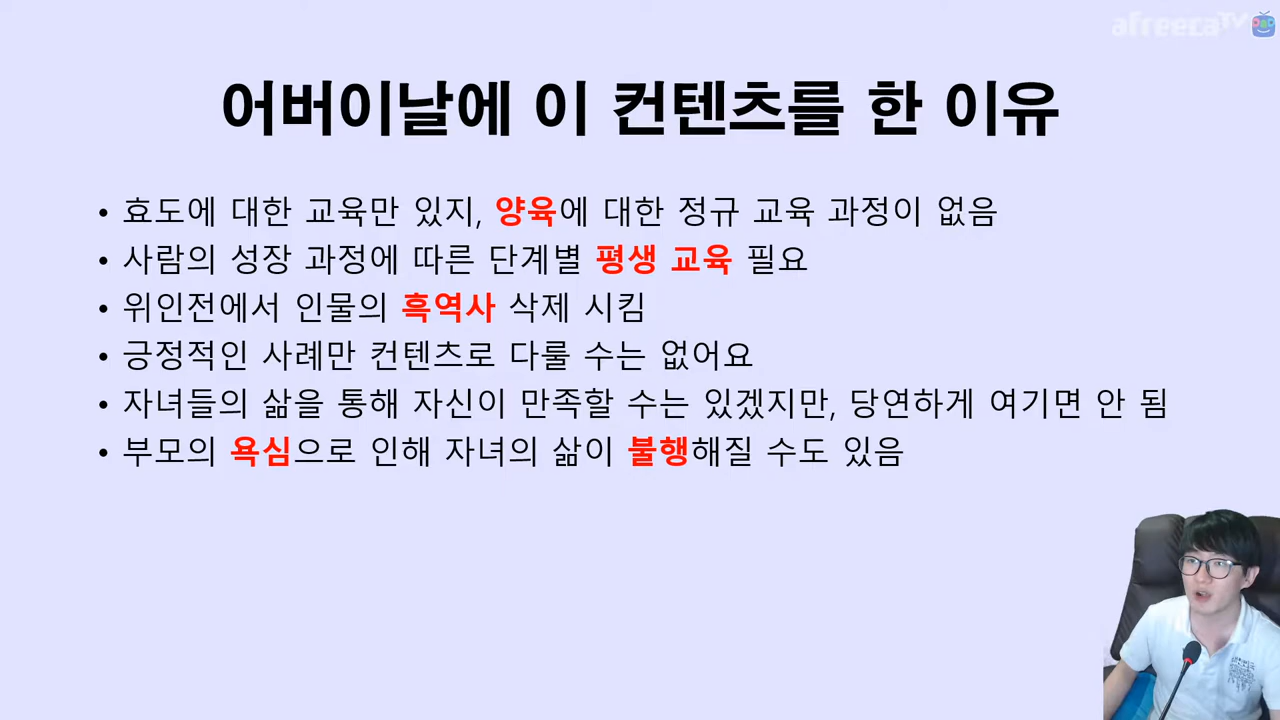 afreecaTV
어버이날에 이 컨텐츠를 한 이유
• 효도에 대한 교육만 있지, 양육에 대한 정규 교육 과정이 없음
• 사람의 성장 과정에 따른 단계별 평생 교육 필요
• 위인전에서 인물의 흑역사 삭제 시킴
• 긍정적인 사례만 컨텐츠로 다룰 수는 없어요
• 자녀들의 삶을 통해 자신이 만족할 수는 있겠지만, 당연하게 여기면 안 됨
• 부모의 욕심으로 인해 자녀의 삶이 불행해질 수도 있음